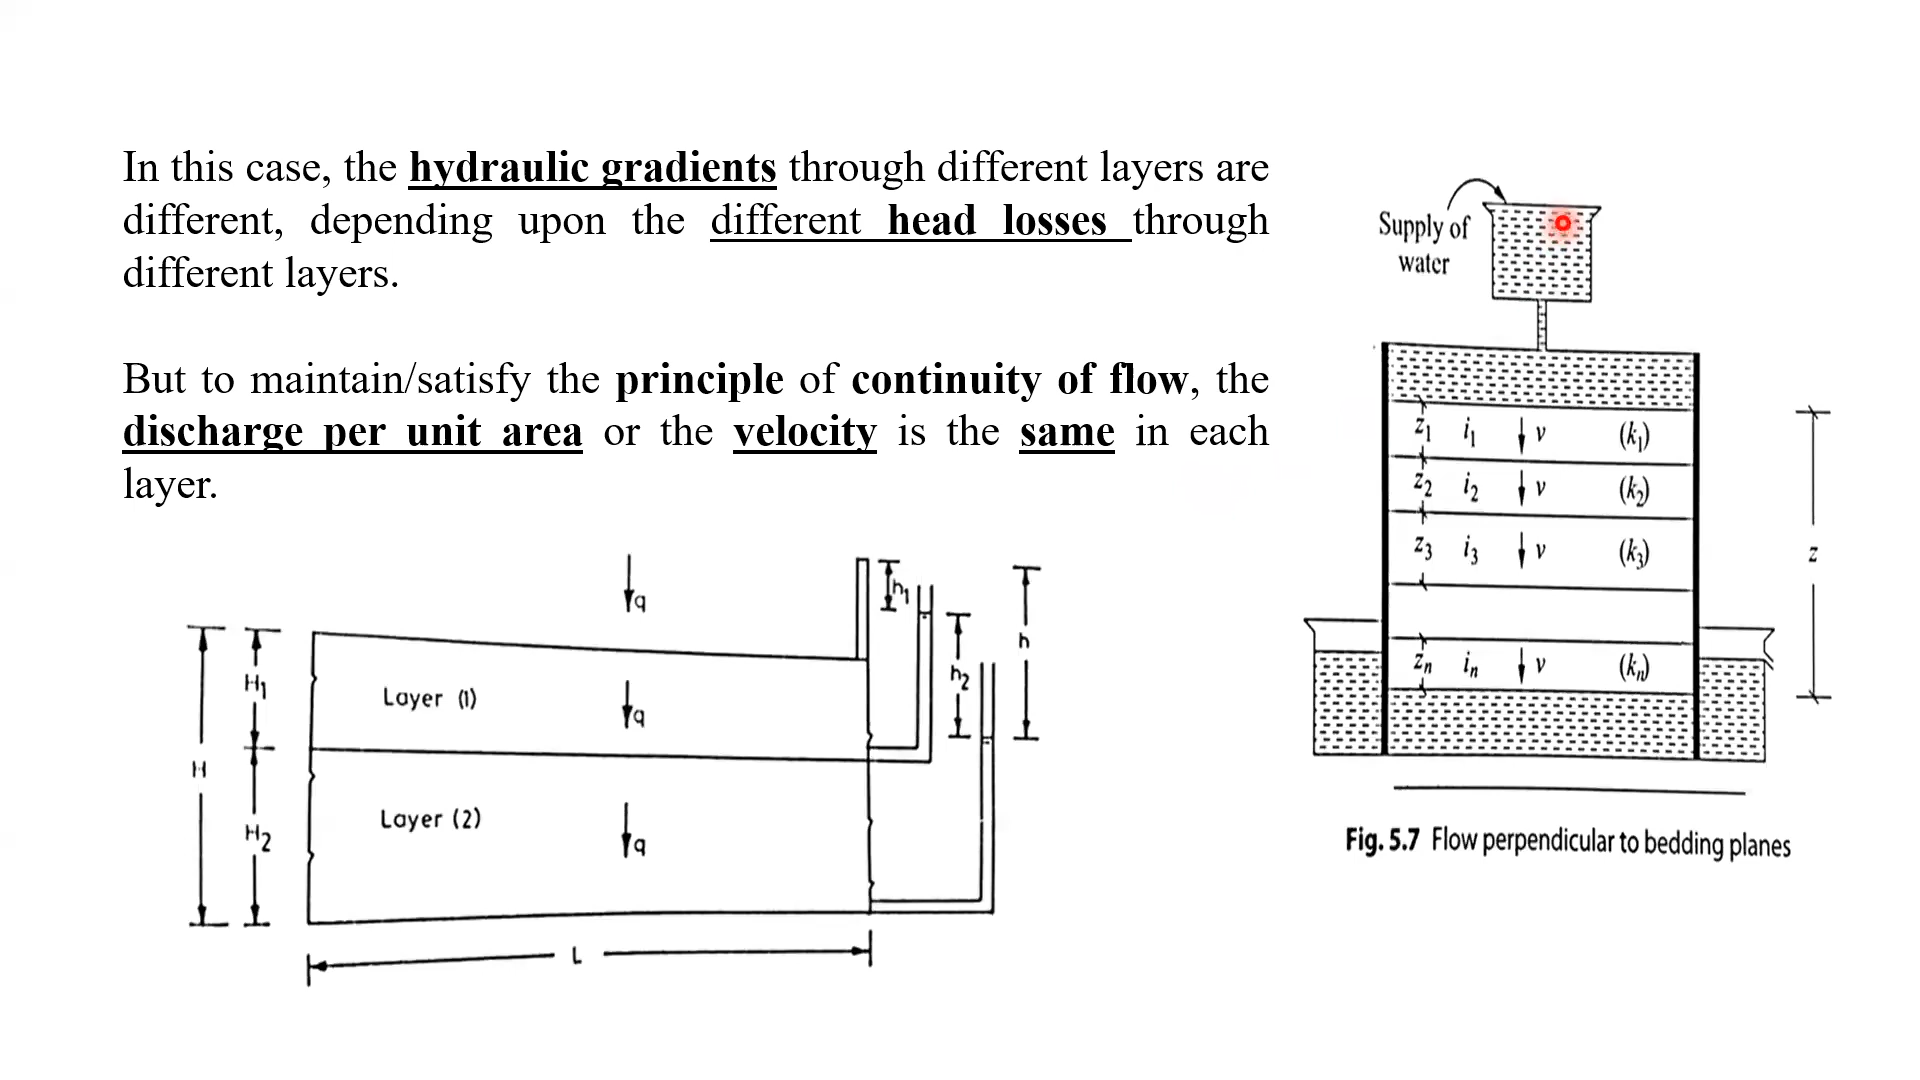 In this case, the hydraulic gradients through different layers are
different, depending upon the different head losses through
different layers.
But to maintain/satisfy the principle of continuity of flow, the
discharge per unit area or the velocity is the same in each
layer.
q
h1
h
h2
H1
Layer (1)
q
H
H2
Layer (2)
q
L
Supply of
water
z1 i1 v (k1)
z2 i2 v (k2)
z3 i3 v (k3)
z
zn in v (kn)
Fig. 5.7 Flow perpendicular to bedding planes